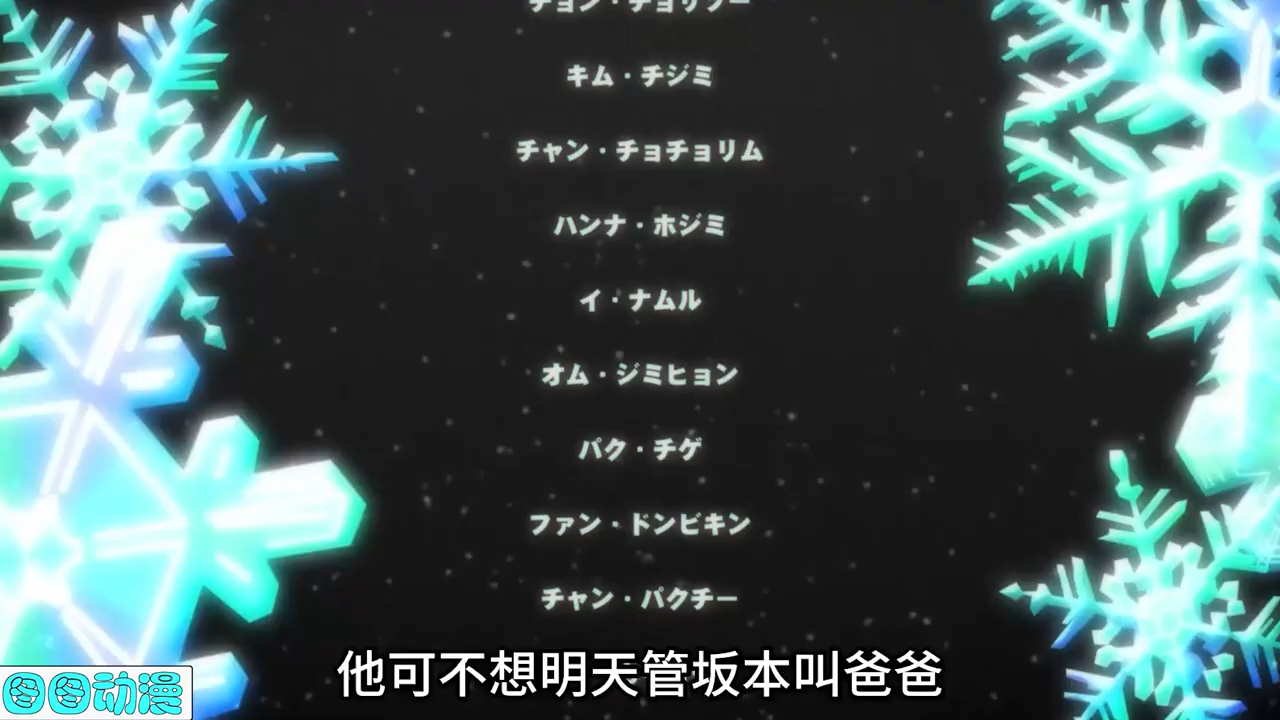 キム・チジミ
チャン・チョチョリム
ハンナ・ホジミ
イ・ナムル
オム・ジミヒョン
パク・チゲ
ファン・ドンビキン
チャン・パクチー
他可不想明天管坂本叫爸爸
图图动漫